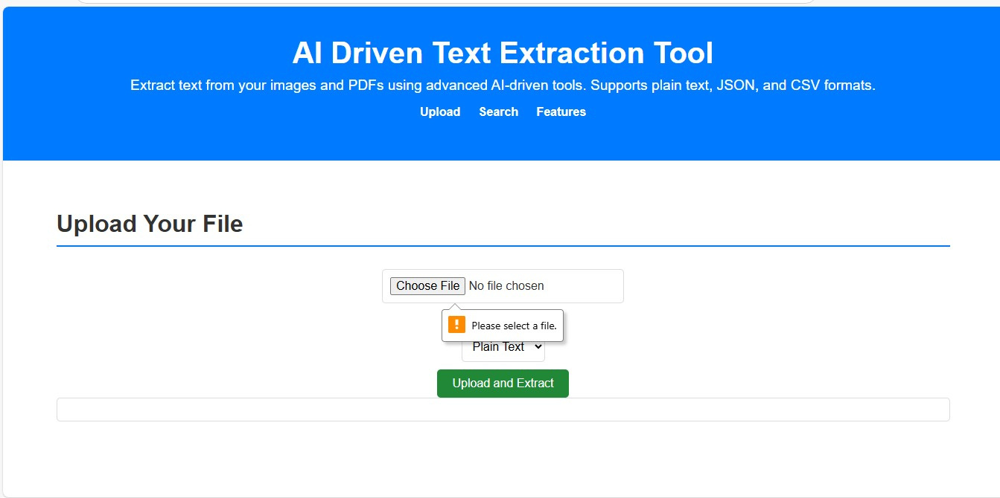 AI Driven Text Extraction Tool
Extract text from your images and PDFs using advanced AI-driven tools. Supports plain text, JSON, and CSV formats.
Upload Search Features
Upload Your File
Choose File No file chosen
Please select a file.
Plain Text
Upload and Extract